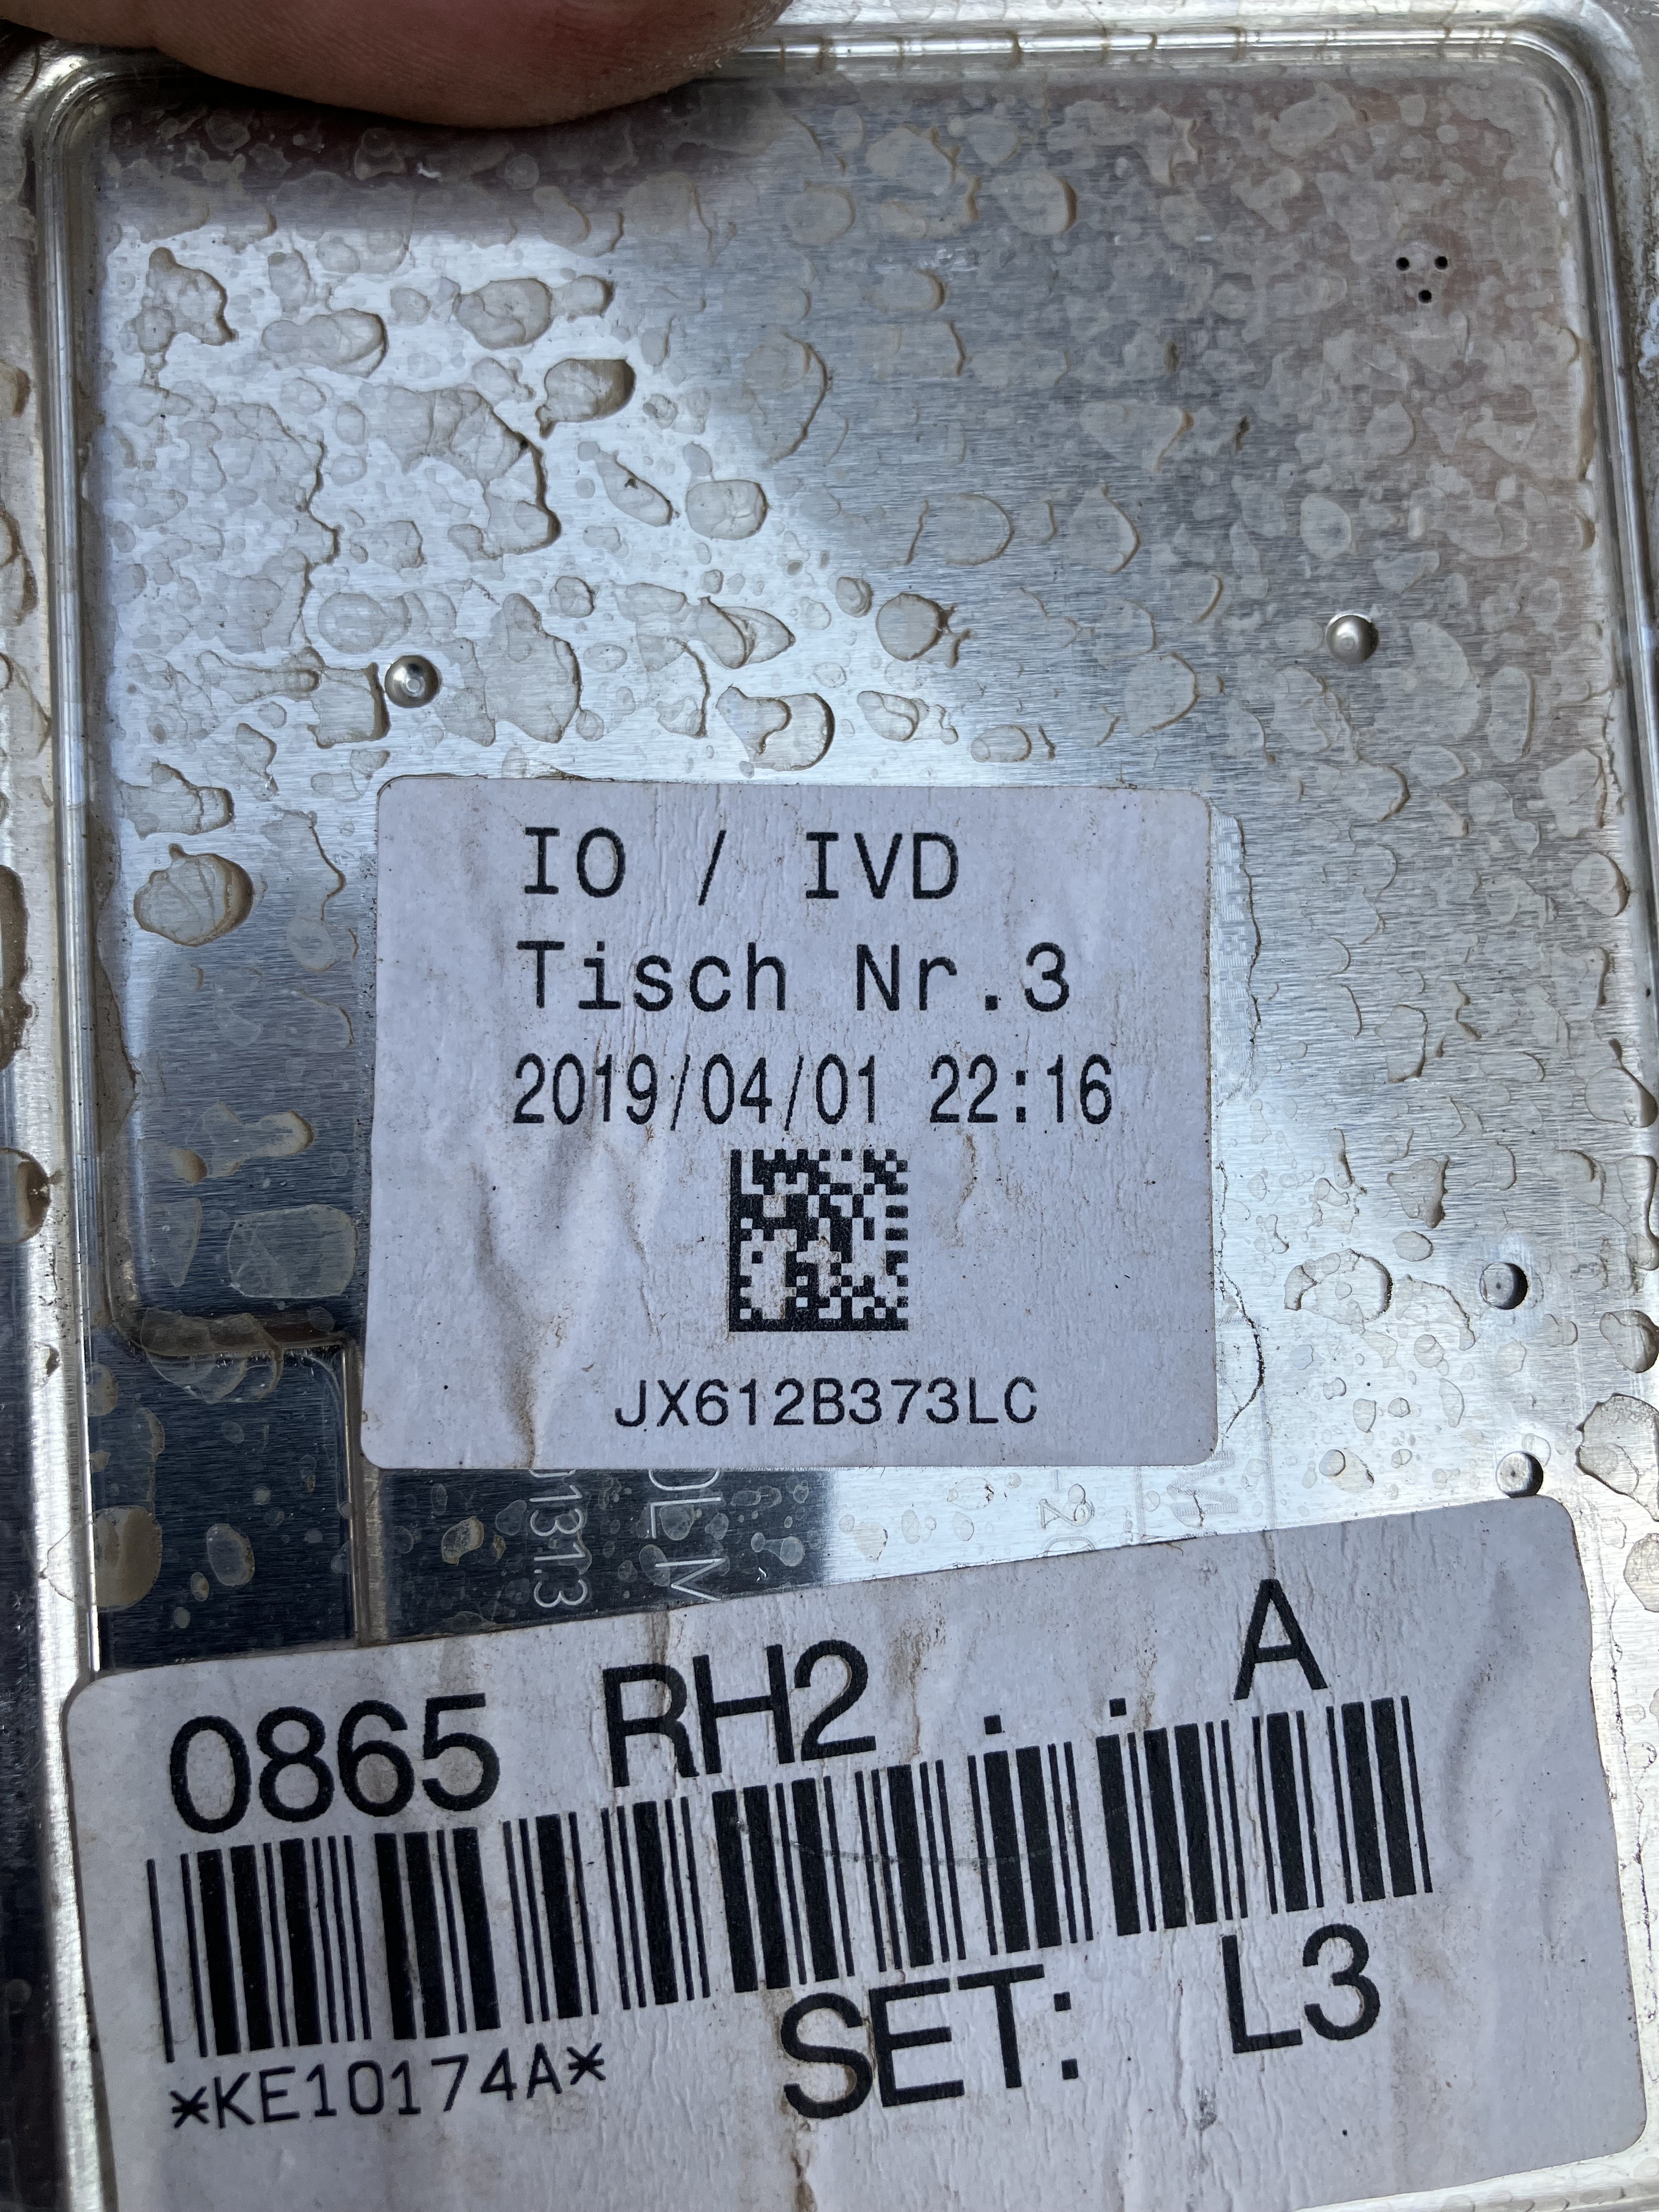 IO / IVD
Tisch Nr.3
2019/04/01 22:16
JX612B373LC
0865 RH2 . . A
*KE10174A*
SET: L3